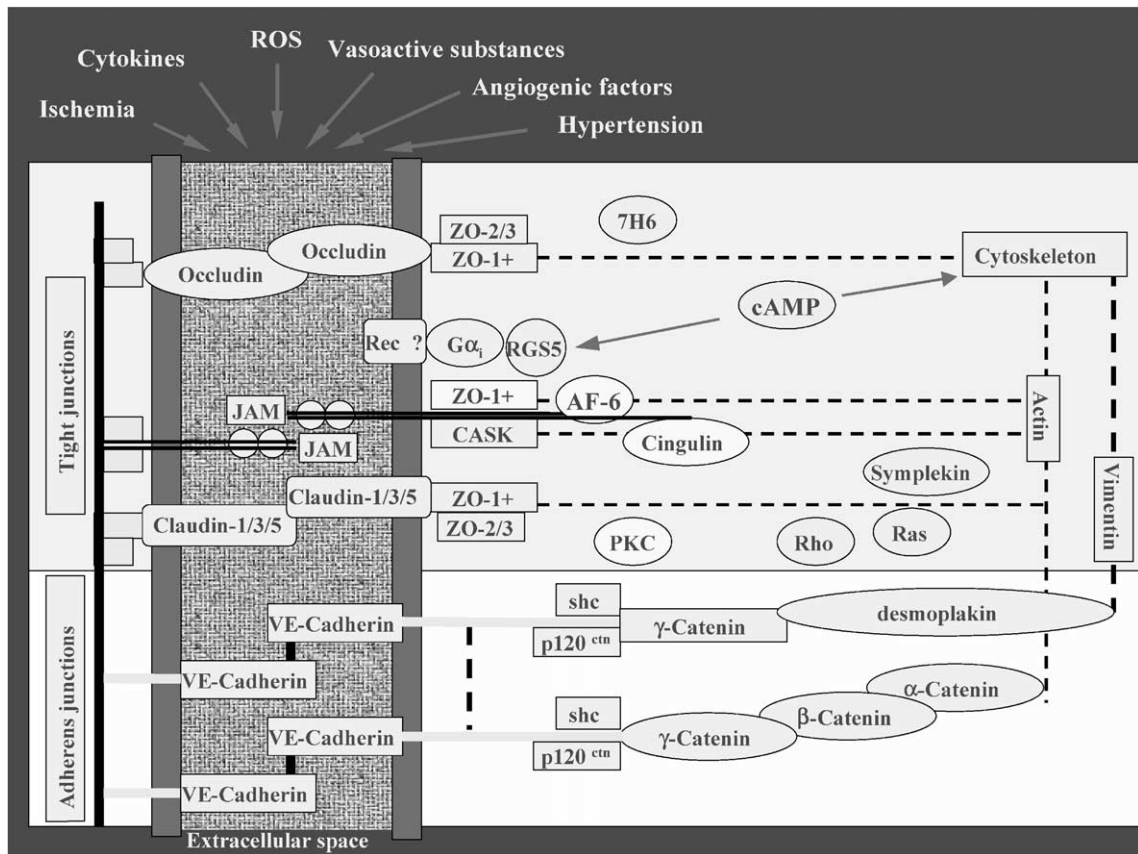 ROS
Cytokines
Vasoactive substances
Ischemia
Angiogenic factors
Hypertension
Tight junctions
Occludin
Occludin
ZO-2/3
ZO-1+
7H6
Cytoskeleton
cAMP
Rec ?
Gαi
RGS5
JAM
JAM
ZO-1+
AF-6
CASK
Cingulin
Actin
Vimentin
Symplekin
Claudin-1/3/5
Claudin-1/3/5
ZO-1+
ZO-2/3
PKC
Rho
Ras
Adherens junctions
VE-Cadherin
VE-Cadherin
shc
p120 ctn
γ-Catenin
desmoplakin
VE-Cadherin
VE-Cadherin
shc
p120 ctn
γ-Catenin
β-Catenin
α-Catenin
Extracellular space